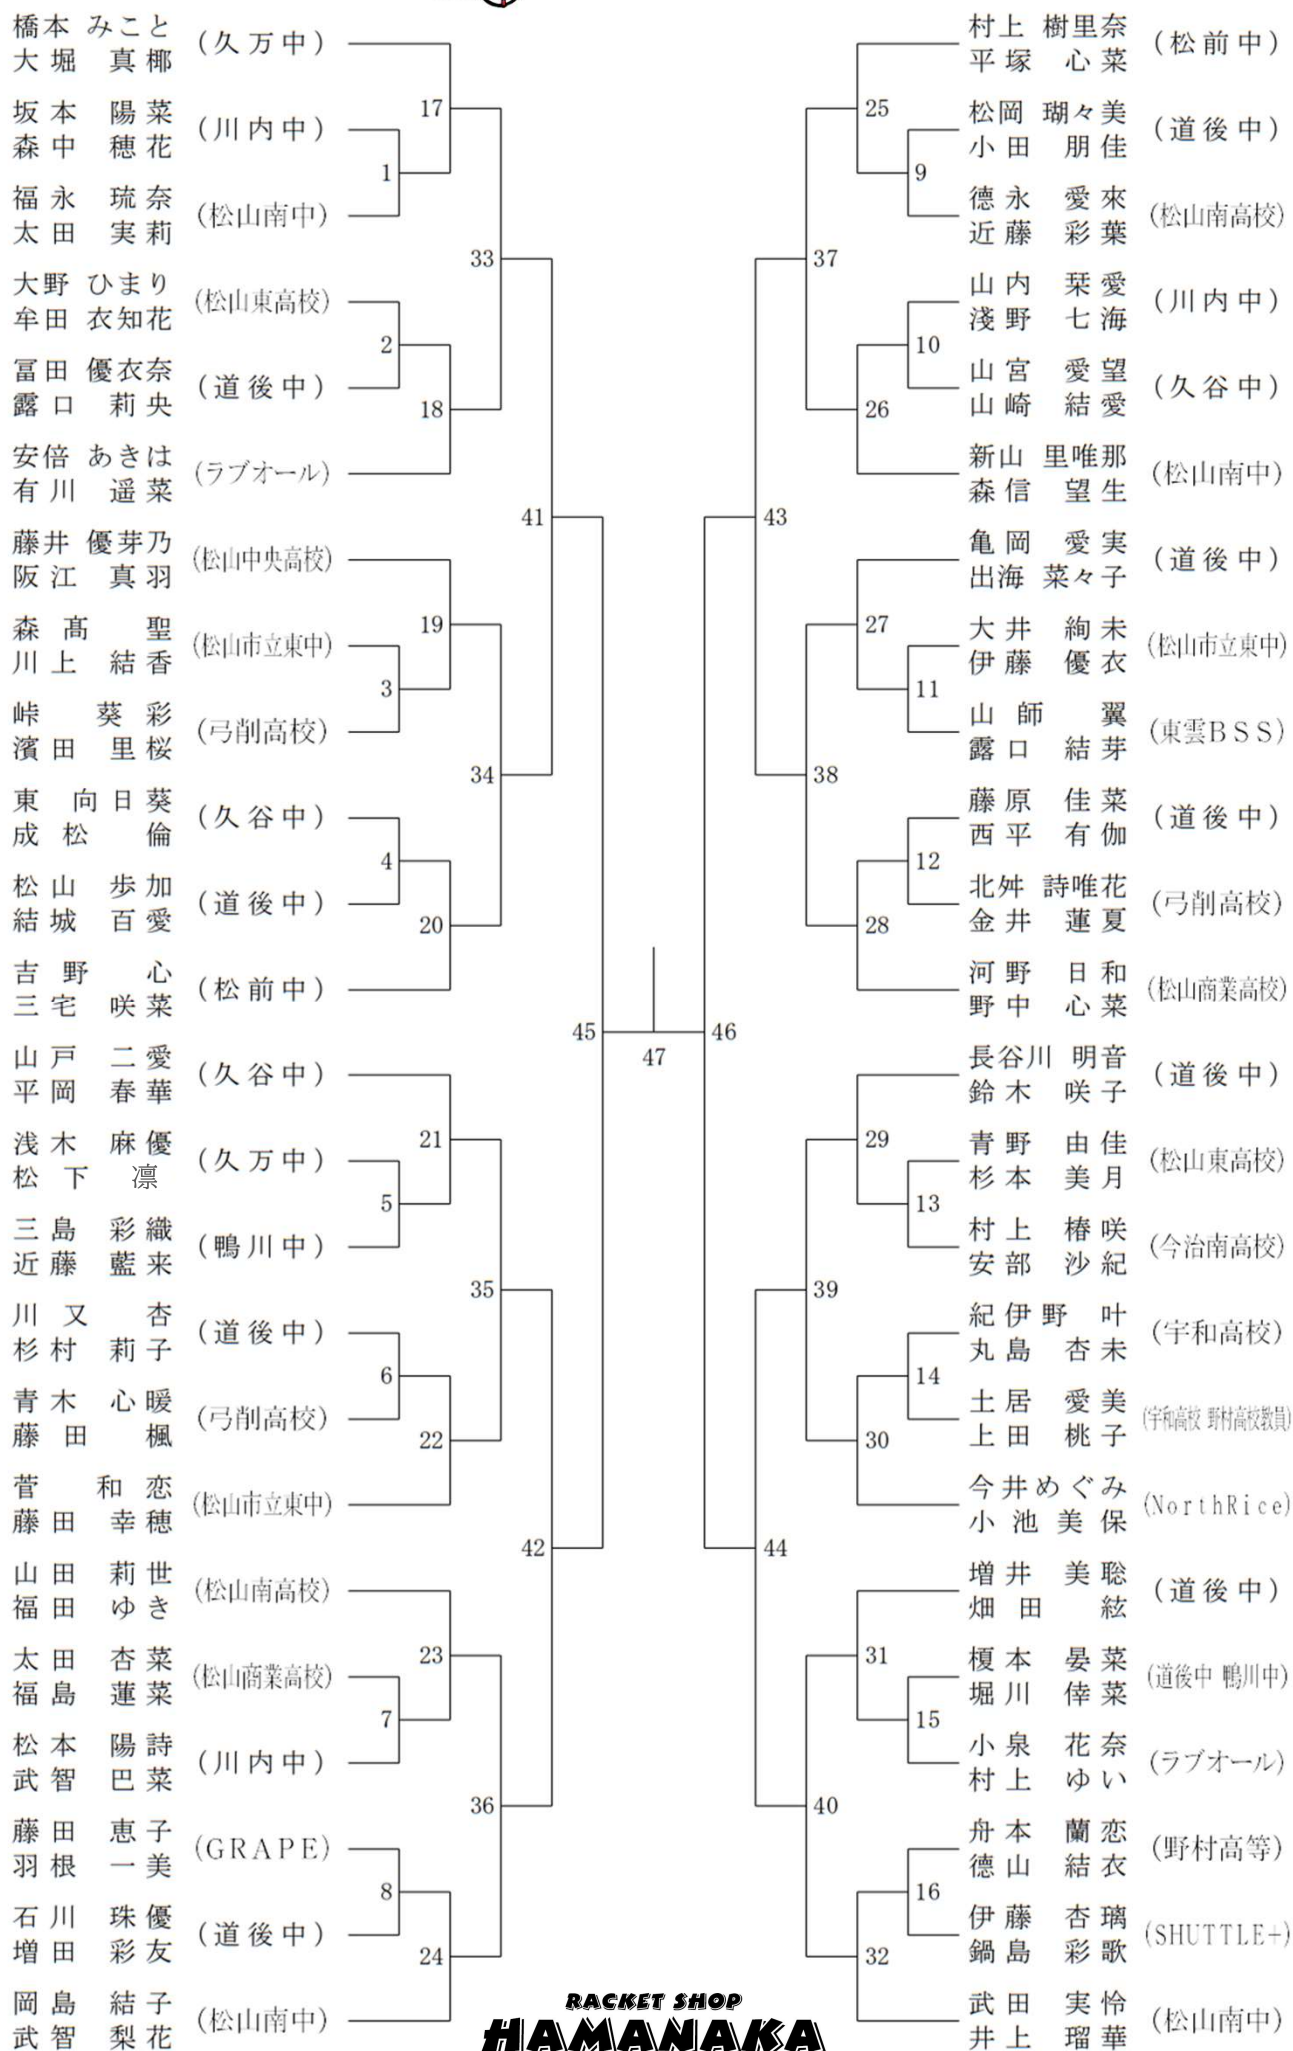 橋本 みこと
大堀 真梛
(久万中)
17
坂本 陽菜
森中 穂花
(川内中)
1
福永 琉奈
太田 実莉
(松山南中)
33
大野 ひまり
牟田 衣知花
(松山東高校)
2
冨田 優衣奈
露口 莉央
(道後中)
18
安倍 あきは
有川 遥菜
(ラブオール)
41
藤井 優芽乃
阪江 真羽
(松山中央高校)
19
森髙 聖
川上 結香
(松山市立東中)
3
峠 葵彩
濱田 里桜
(弓削高校)
34
東 向日葵
成松 倫
(久谷中)
4
松山 歩加
結城 百愛
(道後中)
20
吉野 心
三宅 咲菜
(松前中)
45
47
山戸 二愛
平岡 春華
(久谷中)
21
浅木 麻優
松下 凛
(久万中)
5
三島 彩織
近藤 藍来
(鴨川中)
35
川又 杏
杉村 莉子
(道後中)
6
青木 心暖
藤田 楓
(弓削高校)
22
菅 和恋
藤田 幸穂
(松山市立東中)
42
山田 莉世
福田 ゆき
(松山南高校)
23
太田 杏菜
福島 蓮菜
(松山商業高校)
7
松本 陽詩
武智 巴菜
(川内中)
36
藤田 恵子
羽根 一美
(GRAPE)
8
石川 珠優
増田 彩友
(道後中)
24
岡島 結子
武智 梨花
(松山南中)
村上 樹里奈
平塚 心菜
(松前中)
25
松岡 瑚々美
小田 朋佳
(道後中)
9
德永 愛來
近藤 彩葉
(松山南高校)
37
山内 栞愛
淺野 七海
(川内中)
10
山宮 愛望
山崎 結愛
(久谷中)
26
新山 里唯那
森信 望生
(松山南中)
43
亀岡 愛実
出海 菜々子
(道後中)
27
大井 絢未
伊藤 優衣
(松山市立東中)
11
山師 翼
露口 結芽
(東雲BSS)
38
藤原 佳菜
西平 有伽
(道後中)
12
北舛 詩唯花
金井 蓮夏
(弓削高校)
28
河野 日和
野中 心菜
(松山商業高校)
46
長谷川 明音
鈴木 咲子
(道後中)
29
青野 由佳
杉本 美月
(松山東高校)
13
村上 椿咲
安部 沙紀
(今治南高校)
39
紀伊野 叶
丸島 杏未
(宇和高校)
14
土居 愛美
上田 桃子
(宇和高校 野村高校教員)
30
今井めぐみ
小池美保
(NorthRice)
44
増井 美聡
畑田 絃
(道後中)
31
榎本 晏菜
堀川 倖菜
(道後中 鴨川中)
15
小泉 花奈
村上 ゆい
(ラブオール)
40
舟本 蘭恋
德山 結衣
(野村高等)
16
伊藤 杏璃
鍋島 彩歌
(SHUTTLE+)
32
武田 実怜
井上 瑠華
(松山南中)
RACKET SHOP
HAMANAKA